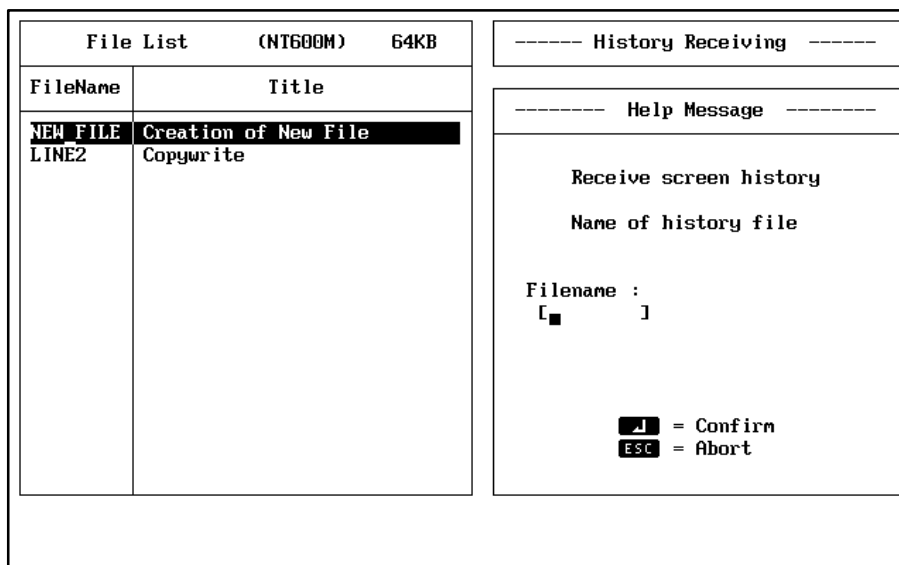 File List (NT600M) 64KB
FileName Title
NEW_FILE Creation of New File
LINE2 Copywrite
------ History Receiving ------
-------- Help Message --------
Receive screen history
Name of history file
Filename :
[ ]
↵ = Confirm
ESC = Abort